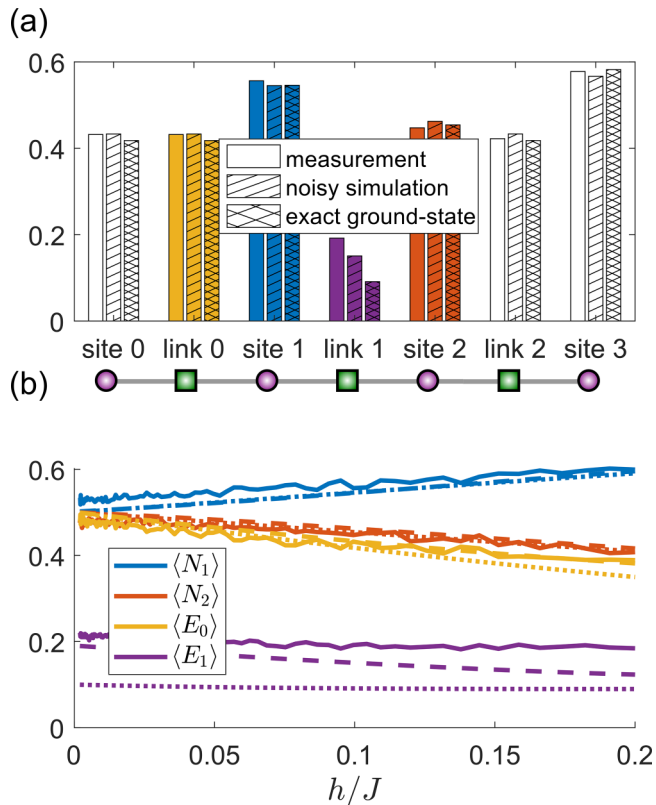 (a)
0.6
0.4
0.2
0
measurement
noisy simulation
exact ground-state
site 0 link 0 site 1 link 1 site 2 link 2 site 3
(b)
0.6
0.4
0.2
0
⟨N₁⟩
⟨N₂⟩
⟨E₀⟩
⟨E₁⟩
0 0.05 0.1 0.15 0.2
h/J